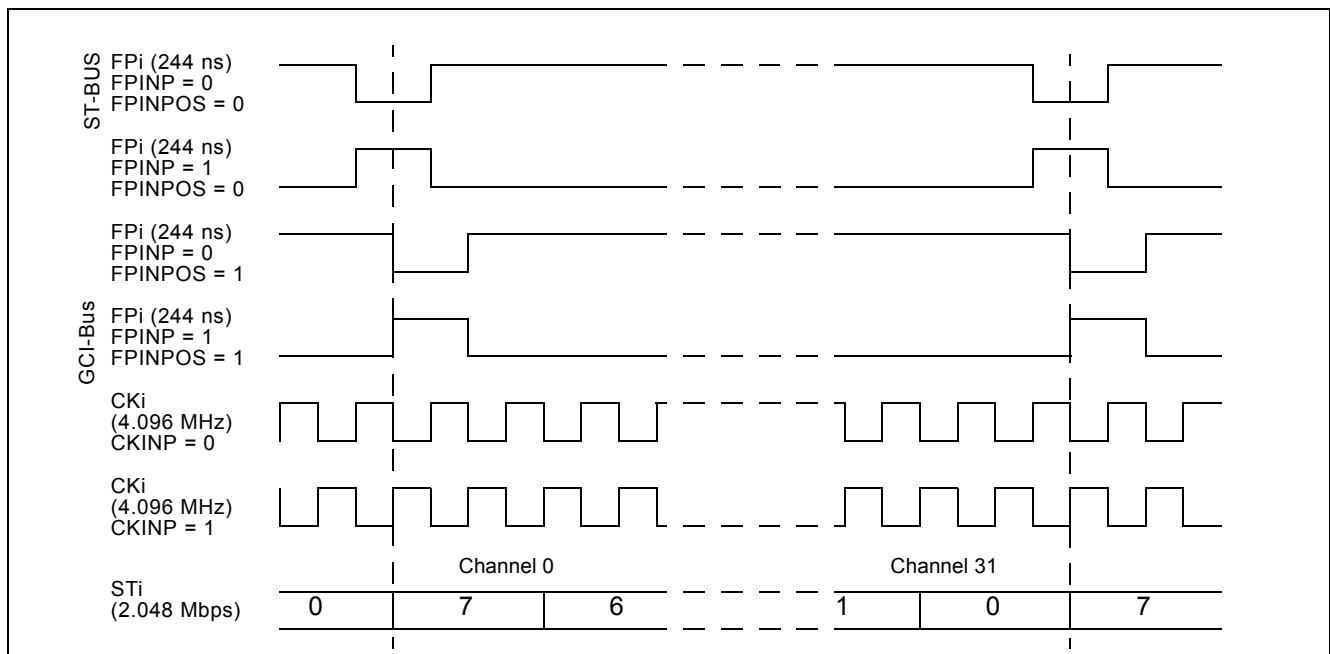 ST-BUS
FPi (244 ns)
FPINP = 0
FPINPOS = 0
FPi (244 ns)
FPINP = 1
FPINPOS = 0
FPi (244 ns)
FPINP = 0
FPINPOS = 1
GCI-Bus
FPi (244 ns)
FPINP = 1
FPINPOS = 1
CKi
(4.096 MHz)
CKINP = 0
CKi
(4.096 MHz)
CKINP = 1
Channel 0 Channel 31
STi
(2.048 Mbps)
0 7 6 1 0 7